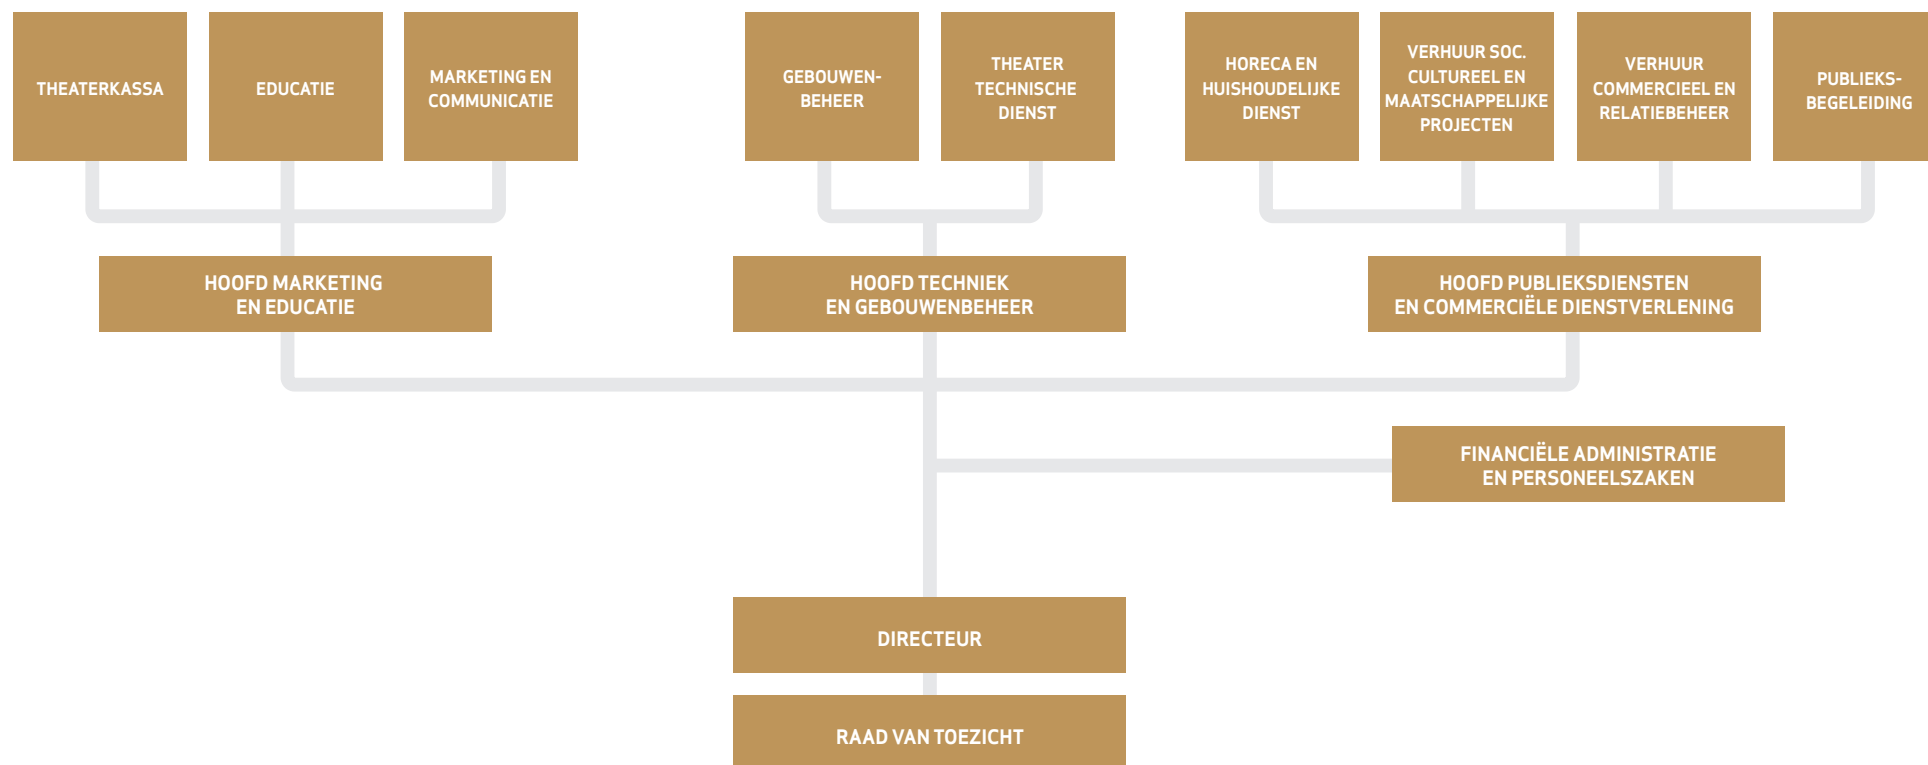 THEATERKASSA
EDUCATIE
MARKETING EN
COMMUNICATIE
GEBOUWEN-
BEHEER
THEATER
TECHNISCHE
DIENST
HORECA EN
HUISHOUDELIJKE
DIENST
VERHUUR SOC.
CULTUREEL EN
MAATSCHAPPELIJKE
PROJECTEN
VERHUUR
COMMERCIEEL EN
RELATIEBEHEER
PUBLIEKS-
BEGELEIDING
HOOFD MARKETING
EN EDUCATIE
HOOFD TECHNIEK
EN GEBOUWENBEHEER
HOOFD PUBLIEKSDIENSTEN
EN COMMERCIËLE DIENSTVERLENING
FINANCIËLE ADMINISTRATIE
EN PERSONEELSZAKEN
DIRECTEUR
RAAD VAN TOEZICHT